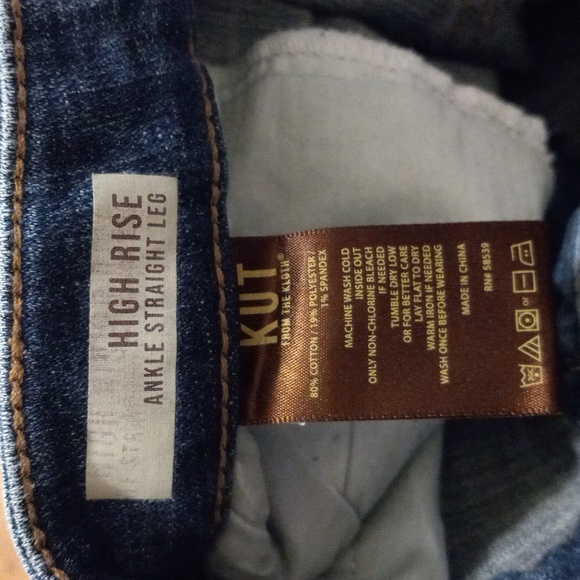 HIGH RISE
ANKLE STRAIGHT LEG
KUT
FROM THE KLOTH®
80% COTTON / 19% POLYESTER /
1% SPANDEX
MACHINE WASH COLD
INSIDE OUT
ONLY NON-CHLORINE BLEACH
IF NEEDED
TUMBLE DRY LOW
OR FOR BETTER CARE
LAY FLAT TO DRY
WARM IRON IF NEEDED
WASH ONCE BEFORE WEARING
MADE IN CHINA
RN# 58539
or